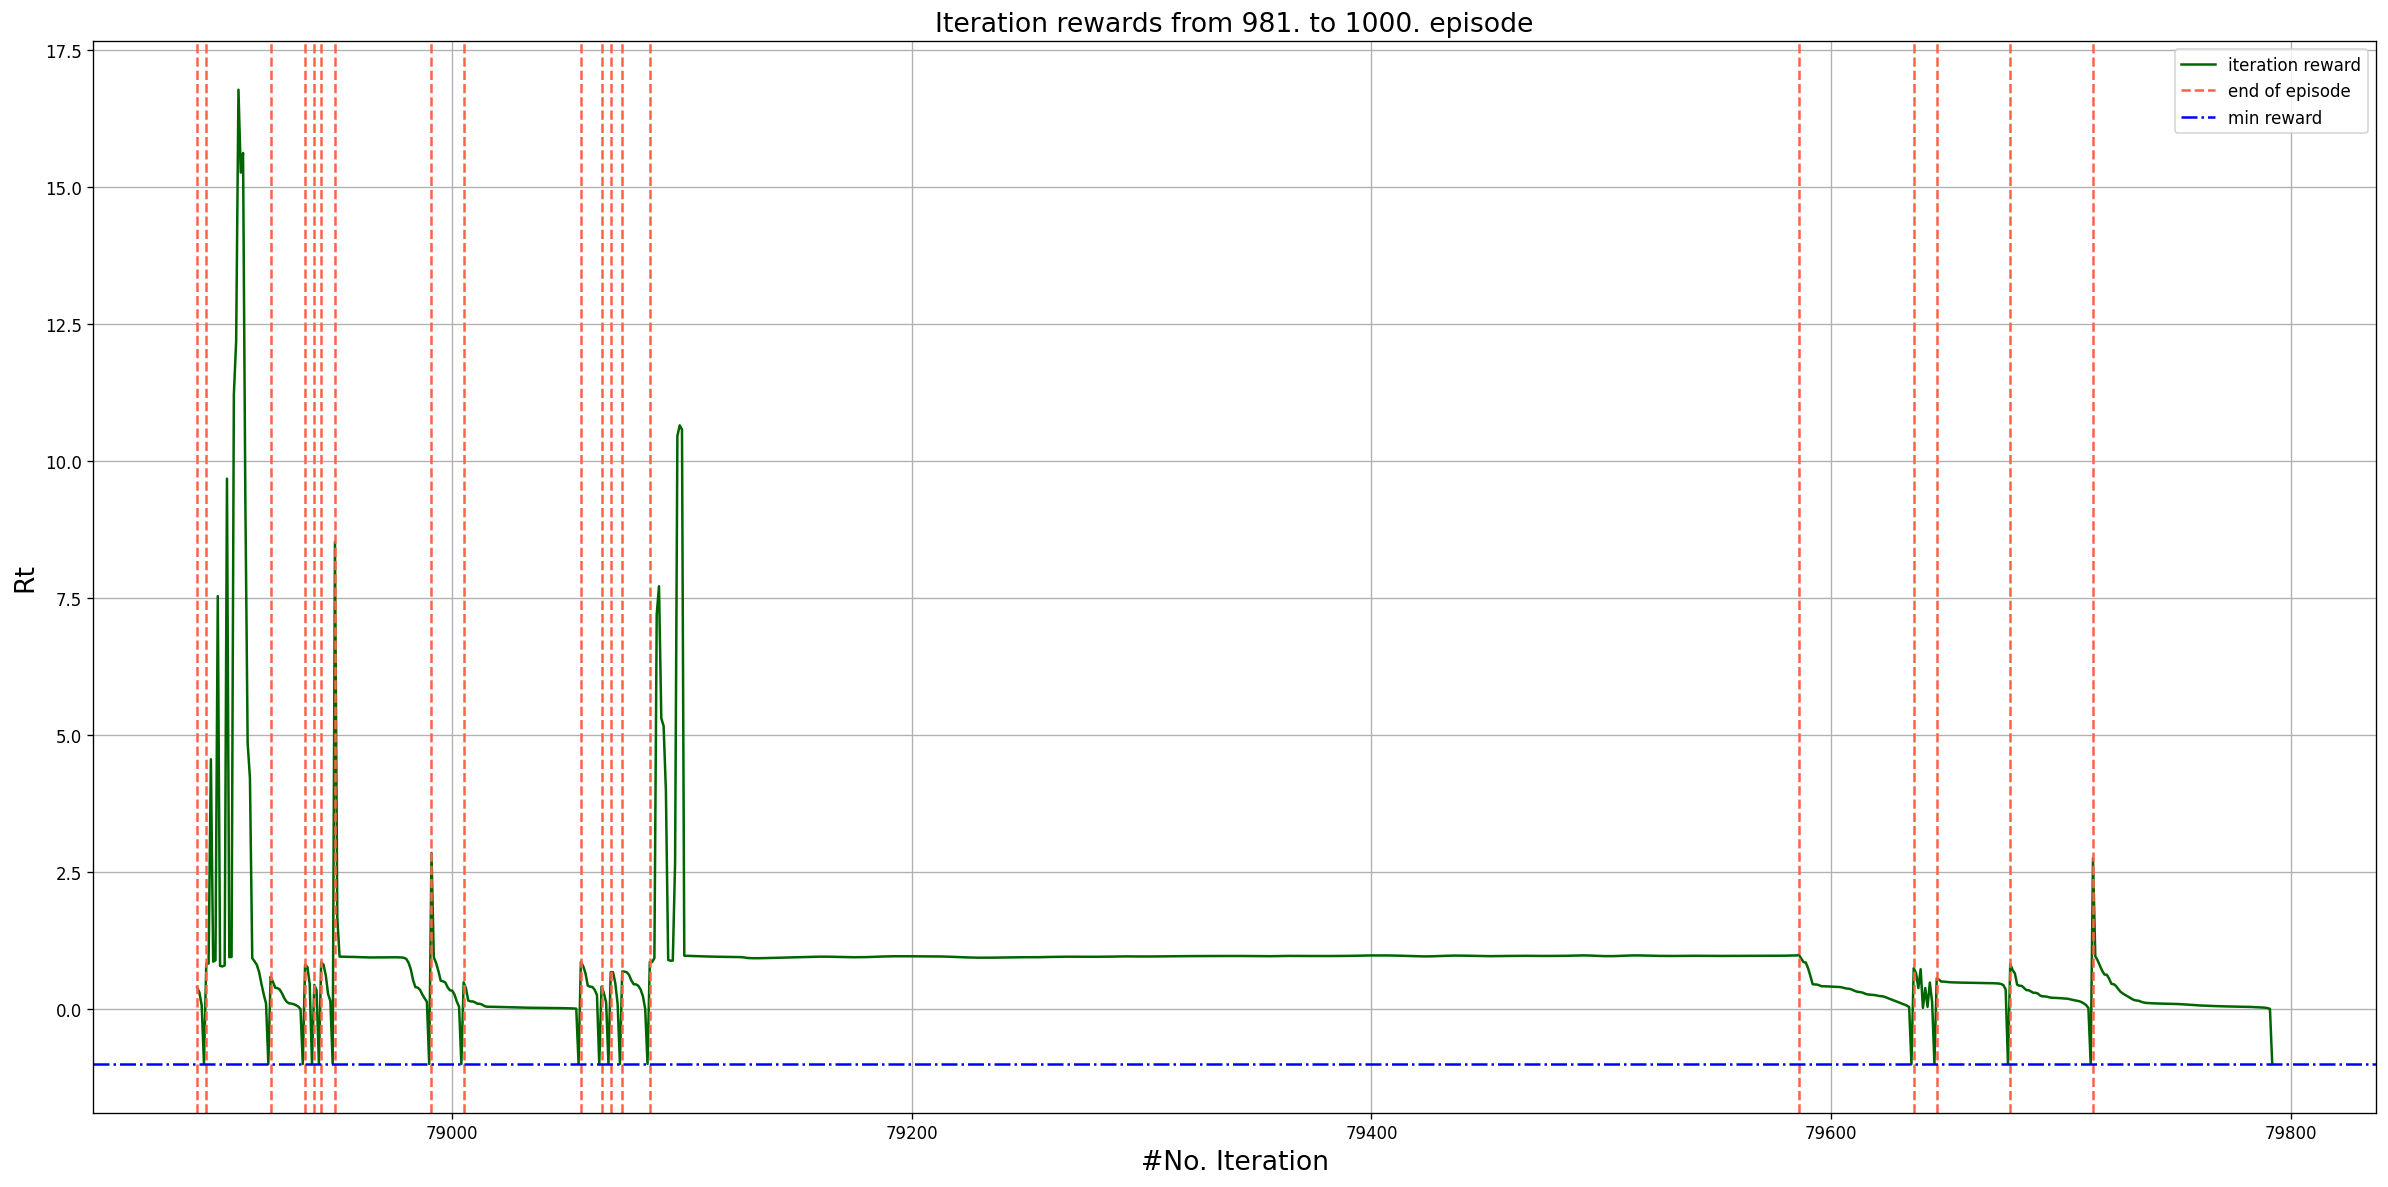 Iteration rewards from 981. to 1000. episode
17.5
15.0
12.5
10.0
7.5
5.0
2.5
0.0
Rt
iteration reward
end of episode
min reward
79000
79200
79400
79600
79800
#No. Iteration